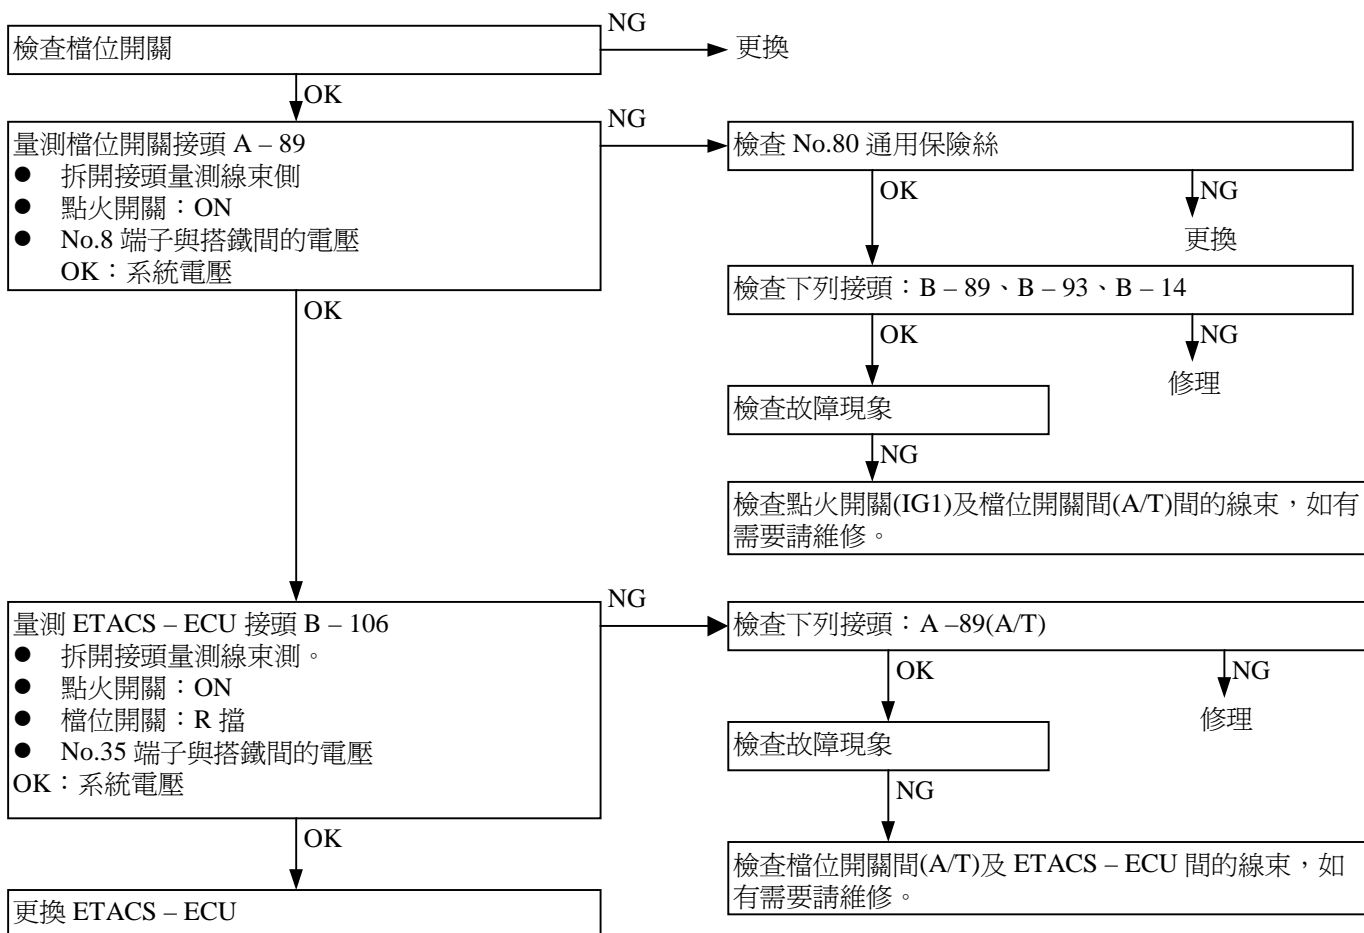 檢查檔位開關
NG
更換
OK
量測檔位開關接頭 A – 89
● 拆開接頭量測線束側
● 點火開關：ON
● No.8 端子與搭鐵間的電壓
OK：系統電壓
NG
檢查 No.80 通用保險絲
OK
NG
更換
檢查下列接頭：B – 89、B – 93、B – 14
OK
NG
修理
檢查故障現象
NG
檢查點火開關(IG1)及檔位開關間(A/T)間的線束，如有
需要請維修。
OK
量測 ETACS – ECU 接頭 B – 106
● 拆開接頭量測線束測。
● 點火開關：ON
● 檔位開關：R 擋
● No.35 端子與搭鐵間的電壓
OK：系統電壓
NG
檢查下列接頭：A –89(A/T)
OK
NG
修理
檢查故障現象
NG
檢查檔位開關間(A/T)及 ETACS – ECU 間的線束，如
有需要請維修。
OK
更換 ETACS – ECU